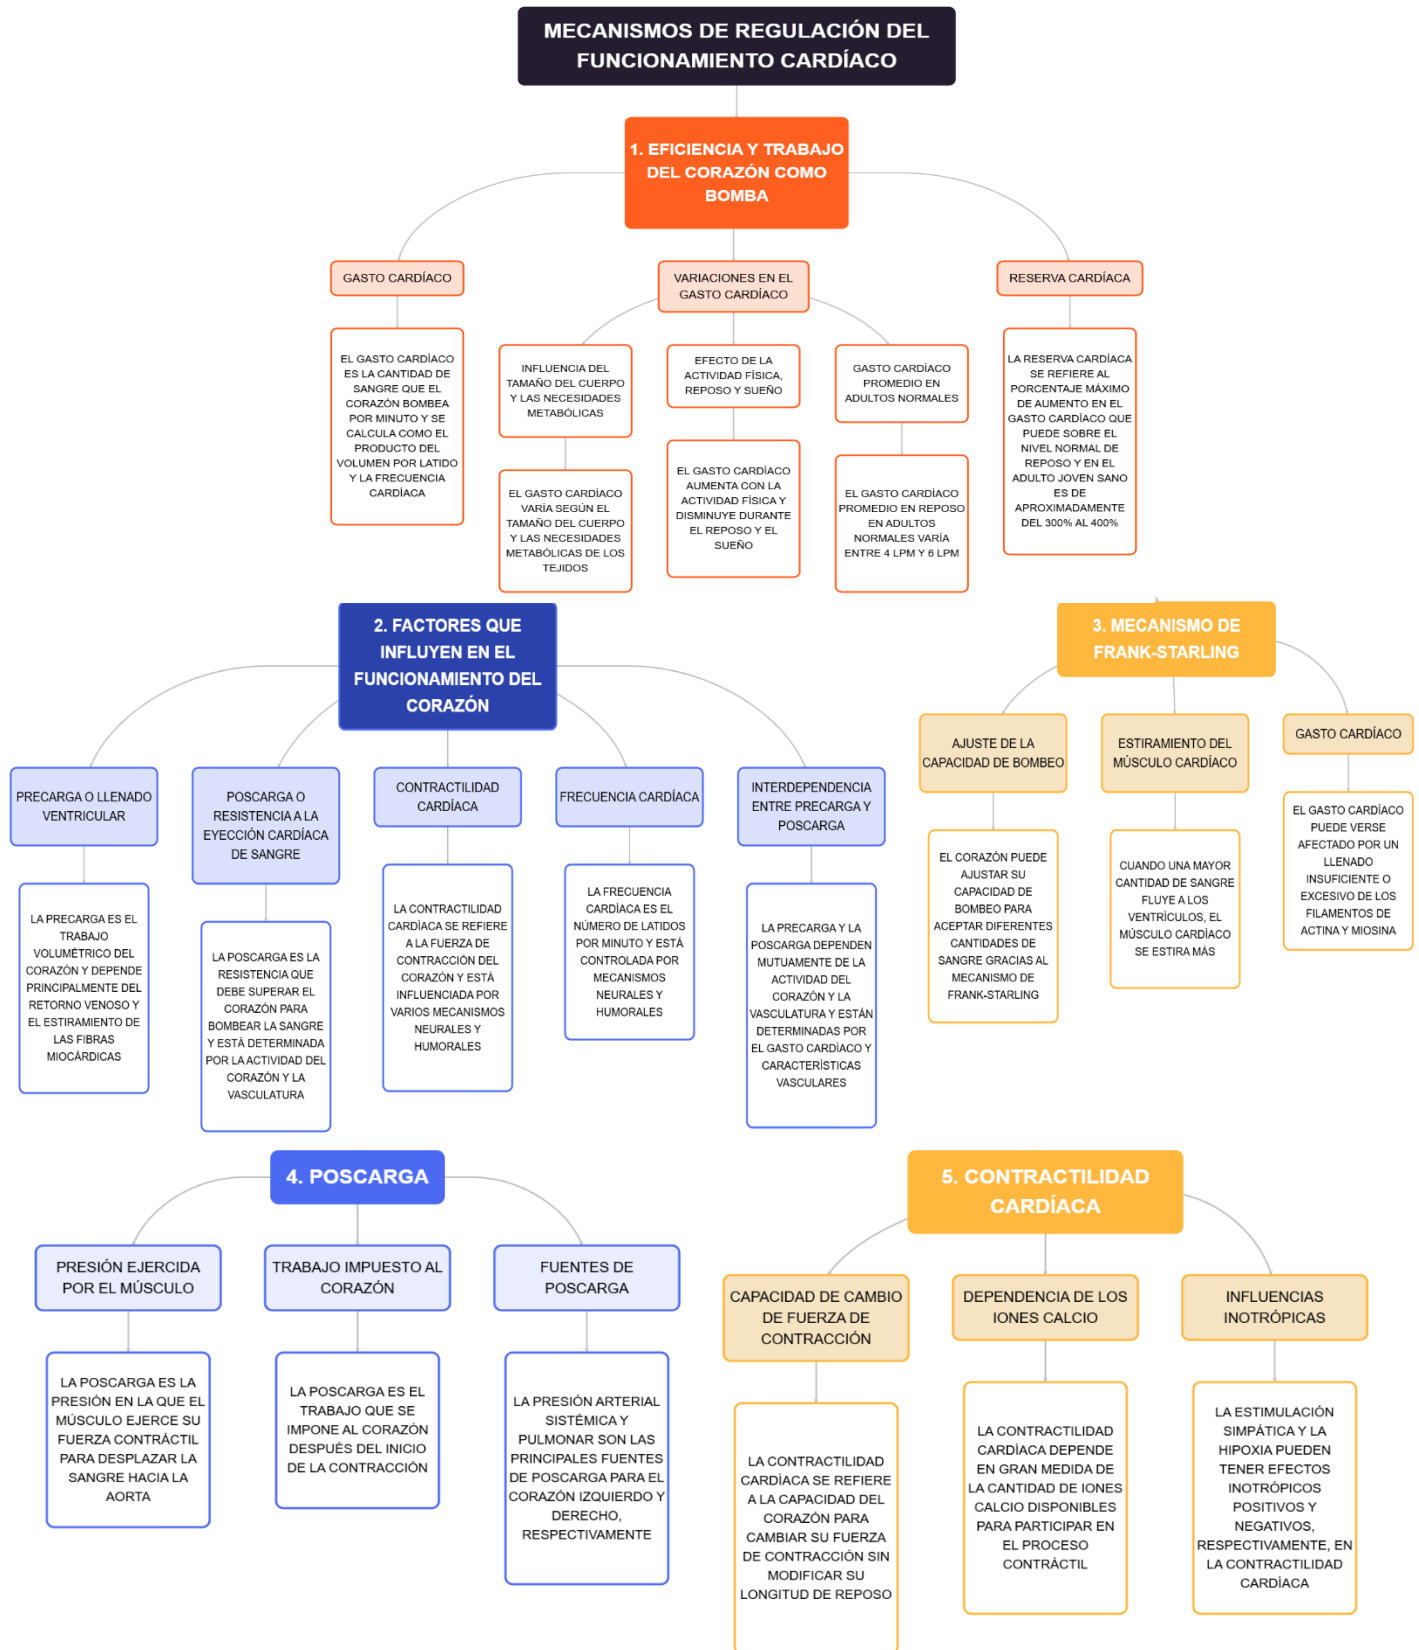 MECANISMOS DE REGULACIÓN DEL
FUNCIONAMIENTO CARDÍACO
1. EFICIENCIA Y TRABAJO
DEL CORAZÓN COMO
BOMBA
GASTO CARDÍACO
EL GASTO CARDÍACO
ES LA CANTIDAD DE
SANGRE QUE EL
CORAZÓN BOMBEA
POR MINUTO Y SE
CALCULA COMO EL
PRODUCTO DEL
VOLUMEN POR LATIDO
Y LA FRECUENCIA
CARDÍACA
VARIACIONES EN EL
GASTO CARDÍACO
INFLUENCIA DEL
TAMAÑO DEL CUERPO
Y LAS NECESIDADES
METABÓLICAS
EL GASTO CARDÍACO
VARÍA SEGÚN EL
TAMAÑO DEL CUERPO
Y LAS NECESIDADES
METABÓLICAS DE LOS
TEJIDOS
EFECTO DE LA
ACTIVIDAD FÍSICA,
REPOSO Y SUEÑO
EL GASTO CARDÍACO
AUMENTA CON LA
ACTIVIDAD FÍSICA Y
DISMINUYE DURANTE
EL REPOSO Y EL
SUEÑO
GASTO CARDÍACO
PROMEDIO EN
ADULTOS NORMALES
EL GASTO CARDÍACO
PROMEDIO EN REPOSO
EN ADULTOS
NORMALES VARÍA
ENTRE 4 LPM Y 6 LPM
RESERVA CARDÍACA
LA RESERVA CARDÍACA
SE REFIERE AL
PORCENTAJE MÁXIMO
DE AUMENTO EN EL
GASTO CARDÍACO QUE
PUEDE SOBRE EL
NIVEL NORMAL DE
REPOSO Y EN EL
ADULTO JOVEN SANO
ES DE
APROXIMADAMENTE
DEL 300% AL 400%
2. FACTORES QUE
INFLUYEN EN EL
FUNCIONAMIENTO DEL
CORAZÓN
PRECARGA O LLENADO
VENTRICULAR
LA PRECARGA ES EL
TRABAJO
VOLUMÉTRICO DEL
CORAZÓN Y DEPENDE
PRINCIPALMENTE DEL
RETORNO VENOSO Y
EL ESTIRAMIENTO DE
LAS FIBRAS
MIOCÁRDICAS
POSCARGA O
RESISTENCIA A LA
EYECCIÓN CARDÍACA
DE SANGRE
LA POSCARGA ES LA
RESISTENCIA QUE
DEBE SUPERAR EL
CORAZÓN PARA
BOMBEAR LA SANGRE
Y ESTÁ DETERMINADA
POR LA ACTIVIDAD DEL
CORAZÓN Y LA
VASCULATURA
CONTRACTILIDAD
CARDÍACA
LA CONTRACTILIDAD
CARDÍACA SE REFIERE
A LA FUERZA DE
CONTRACCIÓN DEL
CORAZÓN Y ESTÁ
INFLUENCIADA POR
VARIOS MECANISMOS
NEURALES Y
HUMORALES
FRECUENCIA CARDÍACA
LA FRECUENCIA
CARDÍACA ES EL
NÚMERO DE LATIDOS
POR MINUTO Y ESTÁ
CONTROLADA POR
MECANISMOS
NEURALES Y
HUMORALES
INTERDEPENDENCIA
ENTRE PRECARGA Y
POSCARGA
LA PRECARGA Y LA
POSCARGA DEPENDEN
MUTUAMENTE DE LA
ACTIVIDAD DEL
CORAZÓN Y LA
VASCULATURA Y ESTÁN
DETERMINADAS POR
EL GASTO CARDÍACO Y
CARACTERÍSTICAS
VASCULARES
3. MECANISMO DE
FRANK-STARLING
AJUSTE DE LA
CAPACIDAD DE BOMBEO
EL CORAZÓN PUEDE
AJUSTAR SU
CAPACIDAD DE
BOMBEO PARA
ACEPTAR DIFERENTES
CANTIDADES DE
SANGRE GRACIAS AL
MECANISMO DE
FRANK-STARLING
ESTIRAMIENTO DEL
MÚSCULO CARDÍACO
CUANDO UNA MAYOR
CANTIDAD DE SANGRE
FLUYE A LOS
VENTRÍCULOS, EL
MÚSCULO CARDÍACO
SE ESTIRA MÁS
GASTO CARDÍACO
EL GASTO CARDÍACO
PUEDE VERSE
AFECTADO POR UN
LLENADO
INSUFICIENTE O
EXCESIVO DE LOS
FILAMENTOS DE
ACTINA Y MIOSINA
4. POSCARGA
PRESIÓN EJERCIDA
POR EL MÚSCULO
LA POSCARGA ES LA
PRESIÓN EN LA QUE EL
MÚSCULO EJERCE SU
FUERZA CONTRÁCTIL
PARA DESPLAZAR LA
SANGRE HACIA LA
AORTA
TRABAJO IMPUESTO AL
CORAZÓN
LA POSCARGA ES EL
TRABAJO QUE SE
IMPONE AL CORAZÓN
DESPUÉS DEL INICIO
DE LA CONTRACCIÓN
FUENTES DE
POSCARGA
LA PRESIÓN ARTERIAL
SISTÉMICA Y
PULMONAR SON LAS
PRINCIPALES FUENTES
DE POSCARGA PARA EL
CORAZÓN IZQUIERDO Y
DERECHO,
RESPECTIVAMENTE
5. CONTRACTILIDAD
CARDÍACA
CAPACIDAD DE CAMBIO
DE FUERZA DE
CONTRACCIÓN
LA CONTRACTILIDAD
CARDÍACA SE REFIERE
A LA CAPACIDAD DEL
CORAZÓN PARA
CAMBIAR SU FUERZA
DE CONTRACCIÓN SIN
MODIFICAR SU
LONGITUD DE REPOSO
DEPENDENCIA DE LOS
IONES CALCIO
LA CONTRACTILIDAD
CARDÍACA DEPENDE
EN GRAN MEDIDA DE
LA CANTIDAD DE IONES
CALCIO DISPONIBLES
PARA PARTICIPAR EN
EL PROCESO
CONTRÁCTIL
INFLUENCIAS
INOTRÓPICAS
LA ESTIMULACIÓN
SIMPÁTICA Y LA
HIPOXIA PUEDEN
TENER EFECTOS
INOTRÓPICOS
POSITIVOS Y
NEGATIVOS,
RESPECTIVAMENTE, EN
LA CONTRACTILIDAD
CARDÍACA